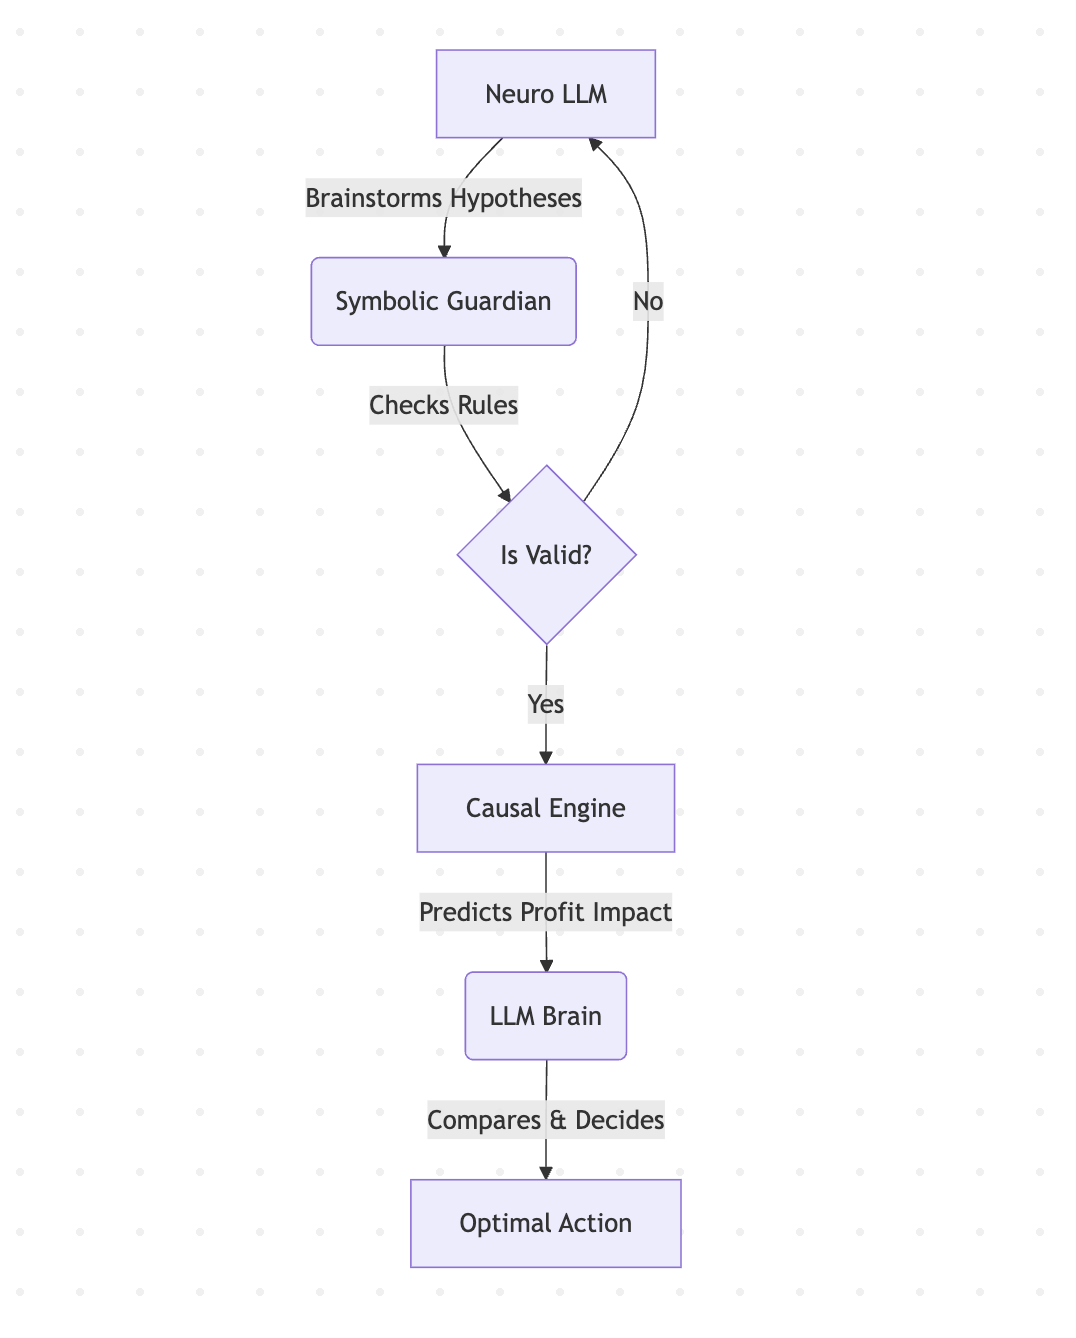 Neuro LLM
Brainstorms Hypotheses
Symbolic Guardian
No
Checks Rules
Is Valid?
Yes
Causal Engine
Predicts Profit Impact
LLM Brain
Compares & Decides
Optimal Action